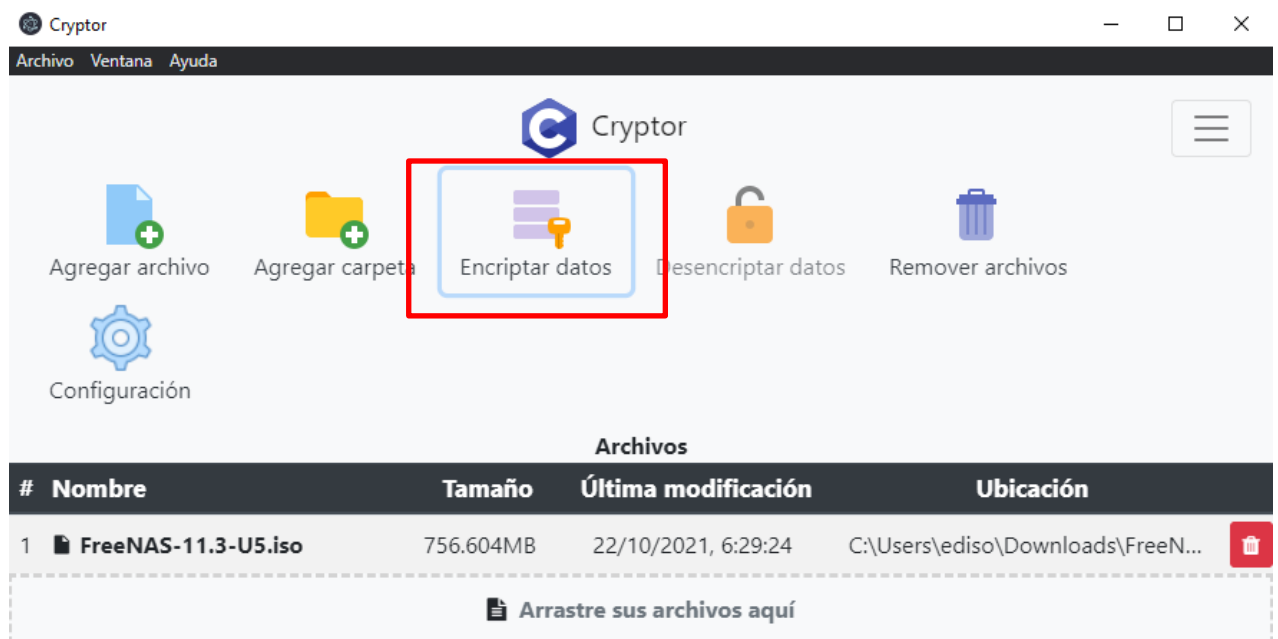 Cryptor
Archivo Ventana Ayuda
Cryptor
Agregar archivo Agregar carpeta Encriptar datos Desencriptar datos Remover archivos
Configuración
Archivos
# Nombre Tamaño Última modificación Ubicación
1 FreeNAS-11.3-U5.iso 756.604MB 22/10/2021, 6:29:24 C:\Users\ediso\Downloads\FreeN...
Arrastre sus archivos aquí